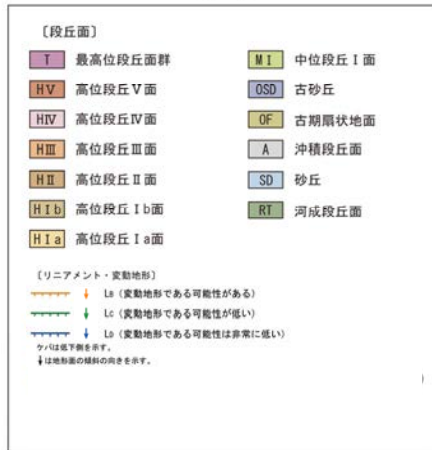 〔段丘面〕
T 最高位段丘面群
HⅤ 高位段丘Ⅴ面
HⅣ 高位段丘Ⅳ面
HⅢ 高位段丘Ⅲ面
HⅡ 高位段丘Ⅱ面
HⅠb 高位段丘Ⅰb面
HⅠa 高位段丘Ⅰa面
MⅠ 中位段丘Ⅰ面
OSD 古砂丘
OF 古期扇状地面
A 沖積段丘面
SD 砂丘
RT 河成段丘面
〔リニアメント・変動地形〕
LB（変動地形である可能性がある）
LC（変動地形である可能性が低い）
LD（変動地形である可能性は非常に低い）
ケバは低下側を示す。
↓は地形面の傾斜の向きを示す。
)